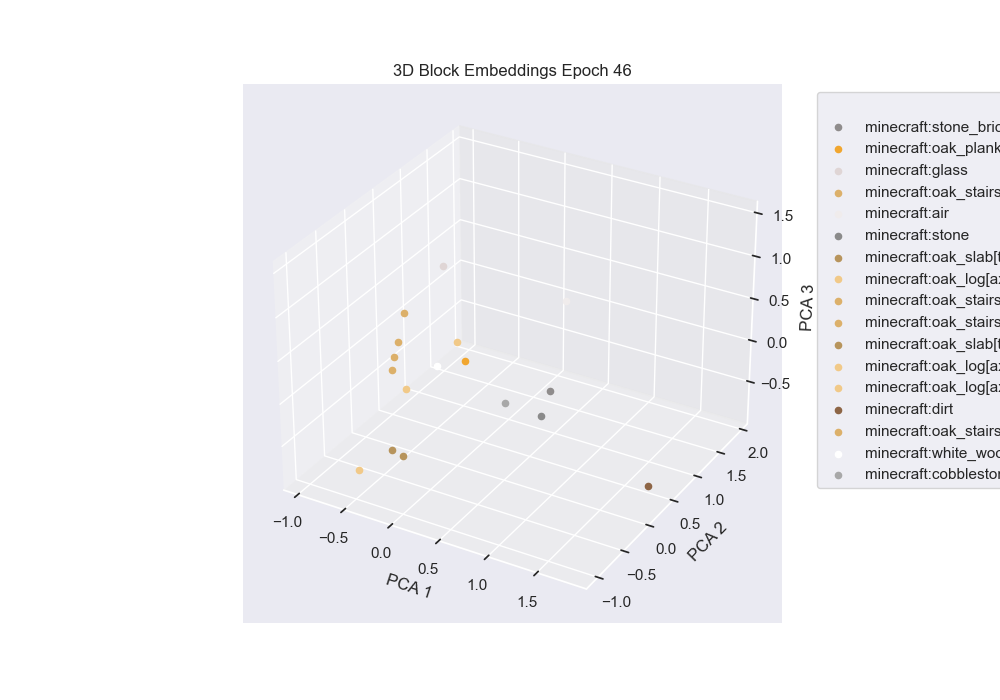 3D Block Embeddings Epoch 46
minecraft:stone_bric
minecraft:oak_plank
minecraft:glass
minecraft:oak_stairs
minecraft:air
minecraft:stone
minecraft:oak_slab[t
minecraft:oak_log[ax
minecraft:oak_stairs
minecraft:oak_stairs
minecraft:oak_slab[t
minecraft:oak_log[ax
minecraft:oak_log[ax
minecraft:dirt
minecraft:oak_stairs
minecraft:white_woo
minecraft:cobbleston
1.5
1.0
0.5
0.0
−0.5
PCA 3
2.0
1.5
1.0
0.5
0.0
−0.5
−1.0
PCA 2
−1.0
−0.5
0.0
0.5
1.0
1.5
PCA 1